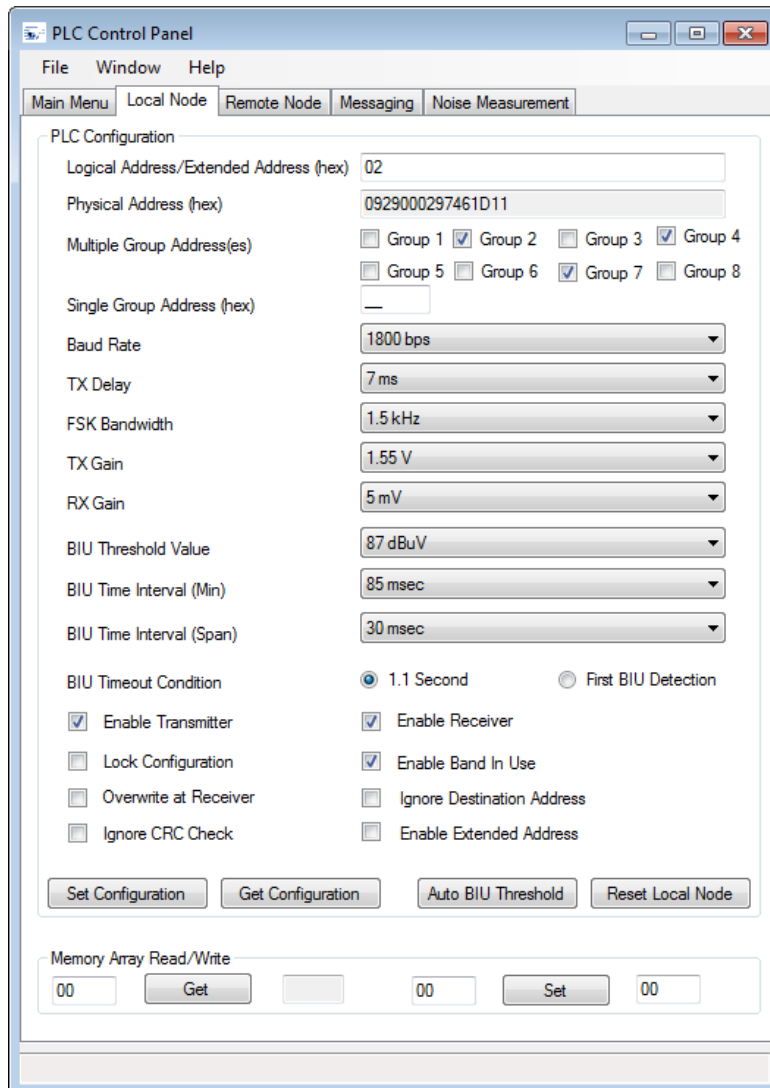 PLC Control Panel
File Window Help
Main Menu Local Node Remote Node Messaging Noise Measurement
PLC Configuration
Logical Address/Extended Address (hex) 02
Physical Address (hex) 0929000297461D11
Multiple Group Address(es) Group 1 Group 2 Group 3 Group 4
Group 5 Group 6 Group 7 Group 8
Single Group Address (hex) __
Baud Rate 1800 bps
TX Delay 7 ms
FSK Bandwidth 1.5 kHz
TX Gain 1.55 V
RX Gain 5 mV
BIU Threshold Value 87 dBuV
BIU Time Interval (Min) 85 msec
BIU Time Interval (Span) 30 msec
BIU Timeout Condition 1.1 Second First BIU Detection
Enable Transmitter Enable Receiver
Lock Configuration Enable Band In Use
Overwrite at Receiver Ignore Destination Address
Ignore CRC Check Enable Extended Address
Set Configuration Get Configuration Auto BIU Threshold Reset Local Node
Memory Array Read/Write
00 Get 00 Set 00